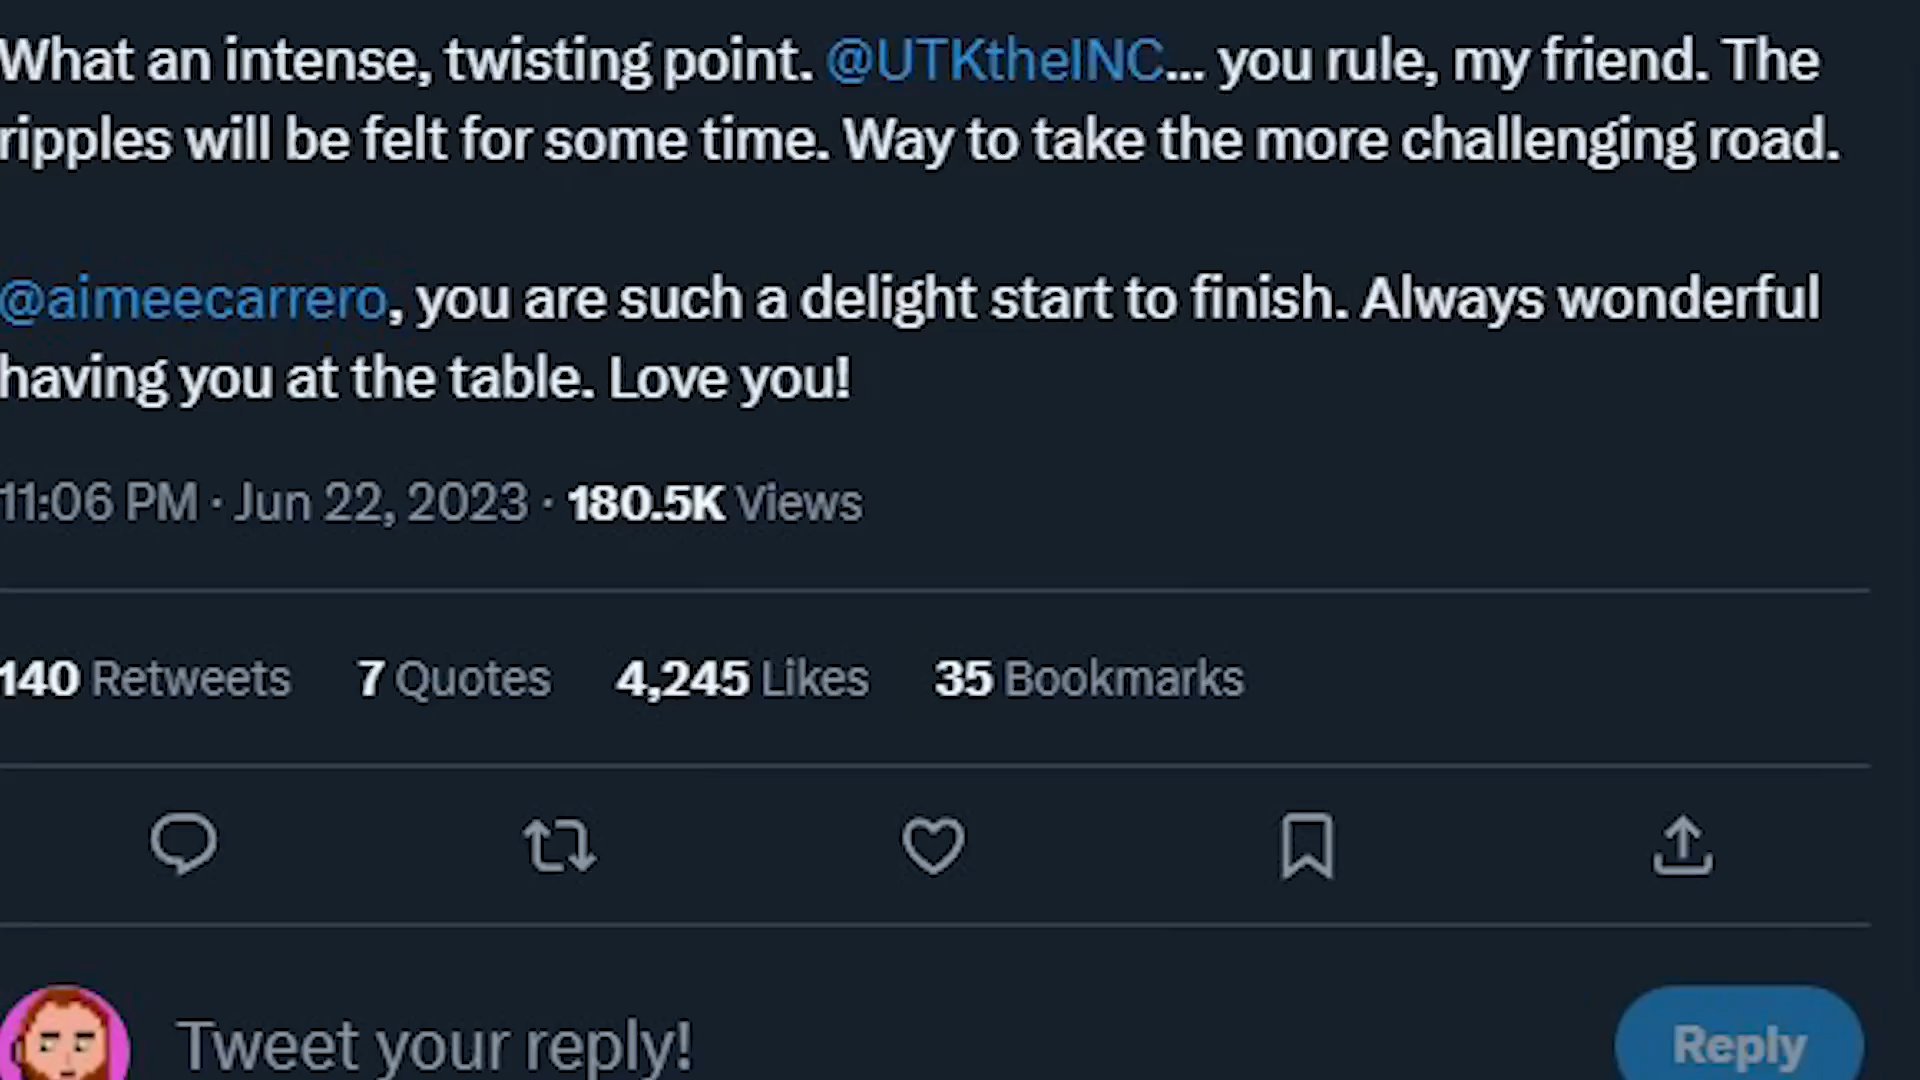 What an intense, twisting point. @UTKtheINC... you rule, my friend. The
ripples will be felt for some time. Way to take the more challenging road.
@aimeecarrero, you are such a delight start to finish. Always wonderful
having you at the table. Love you!
11:06 PM · Jun 22, 2023 · 180.5K Views
140 Retweets 7 Quotes 4,245 Likes 35 Bookmarks
Tweet your reply! Reply